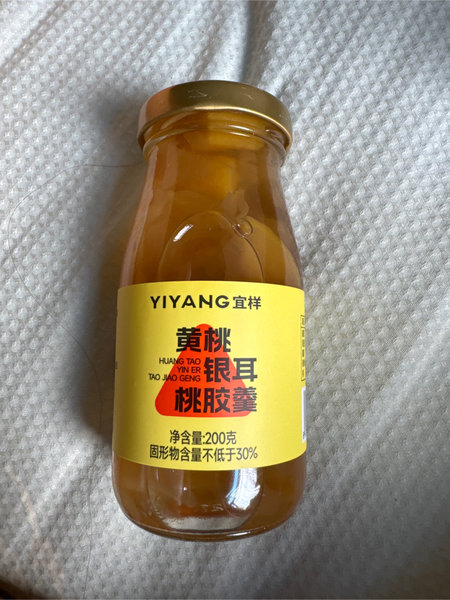 YIYANG宜样
黄桃
HUANG TAO
YIN ER
TAO JIAO GENG
银耳
桃胶羹
净含量:200克
固形物含量不低于30%